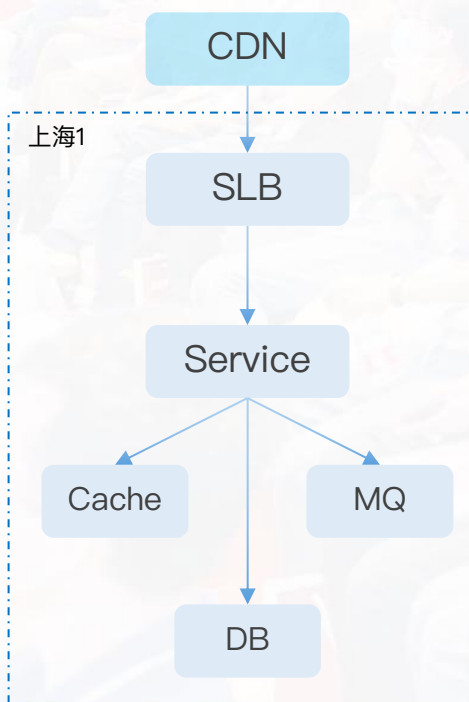 CDN
上海1
SLB
Service
Cache
MQ
DB